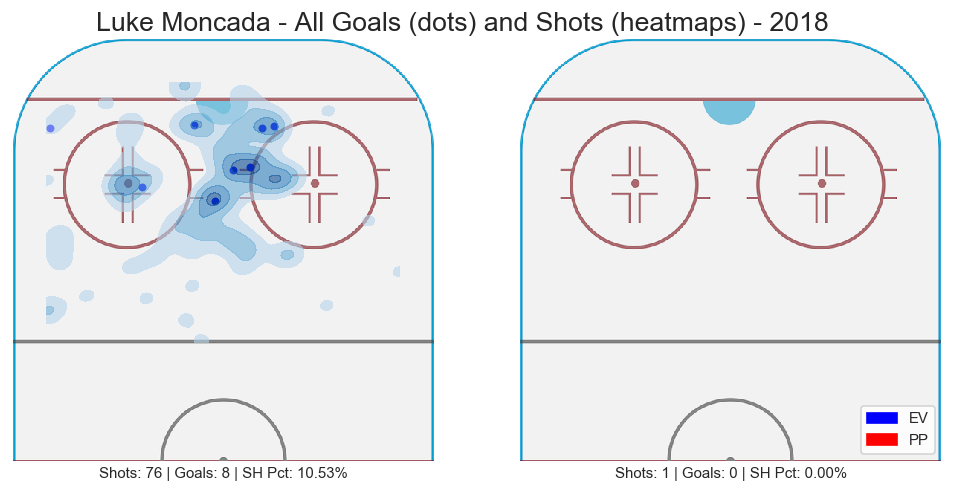 Luke Moncada - All Goals (dots) and Shots (heatmaps) - 2018
EV
PP
Shots: 76 | Goals: 8 | SH Pct: 10.53%
Shots: 1 | Goals: 0 | SH Pct: 0.00%